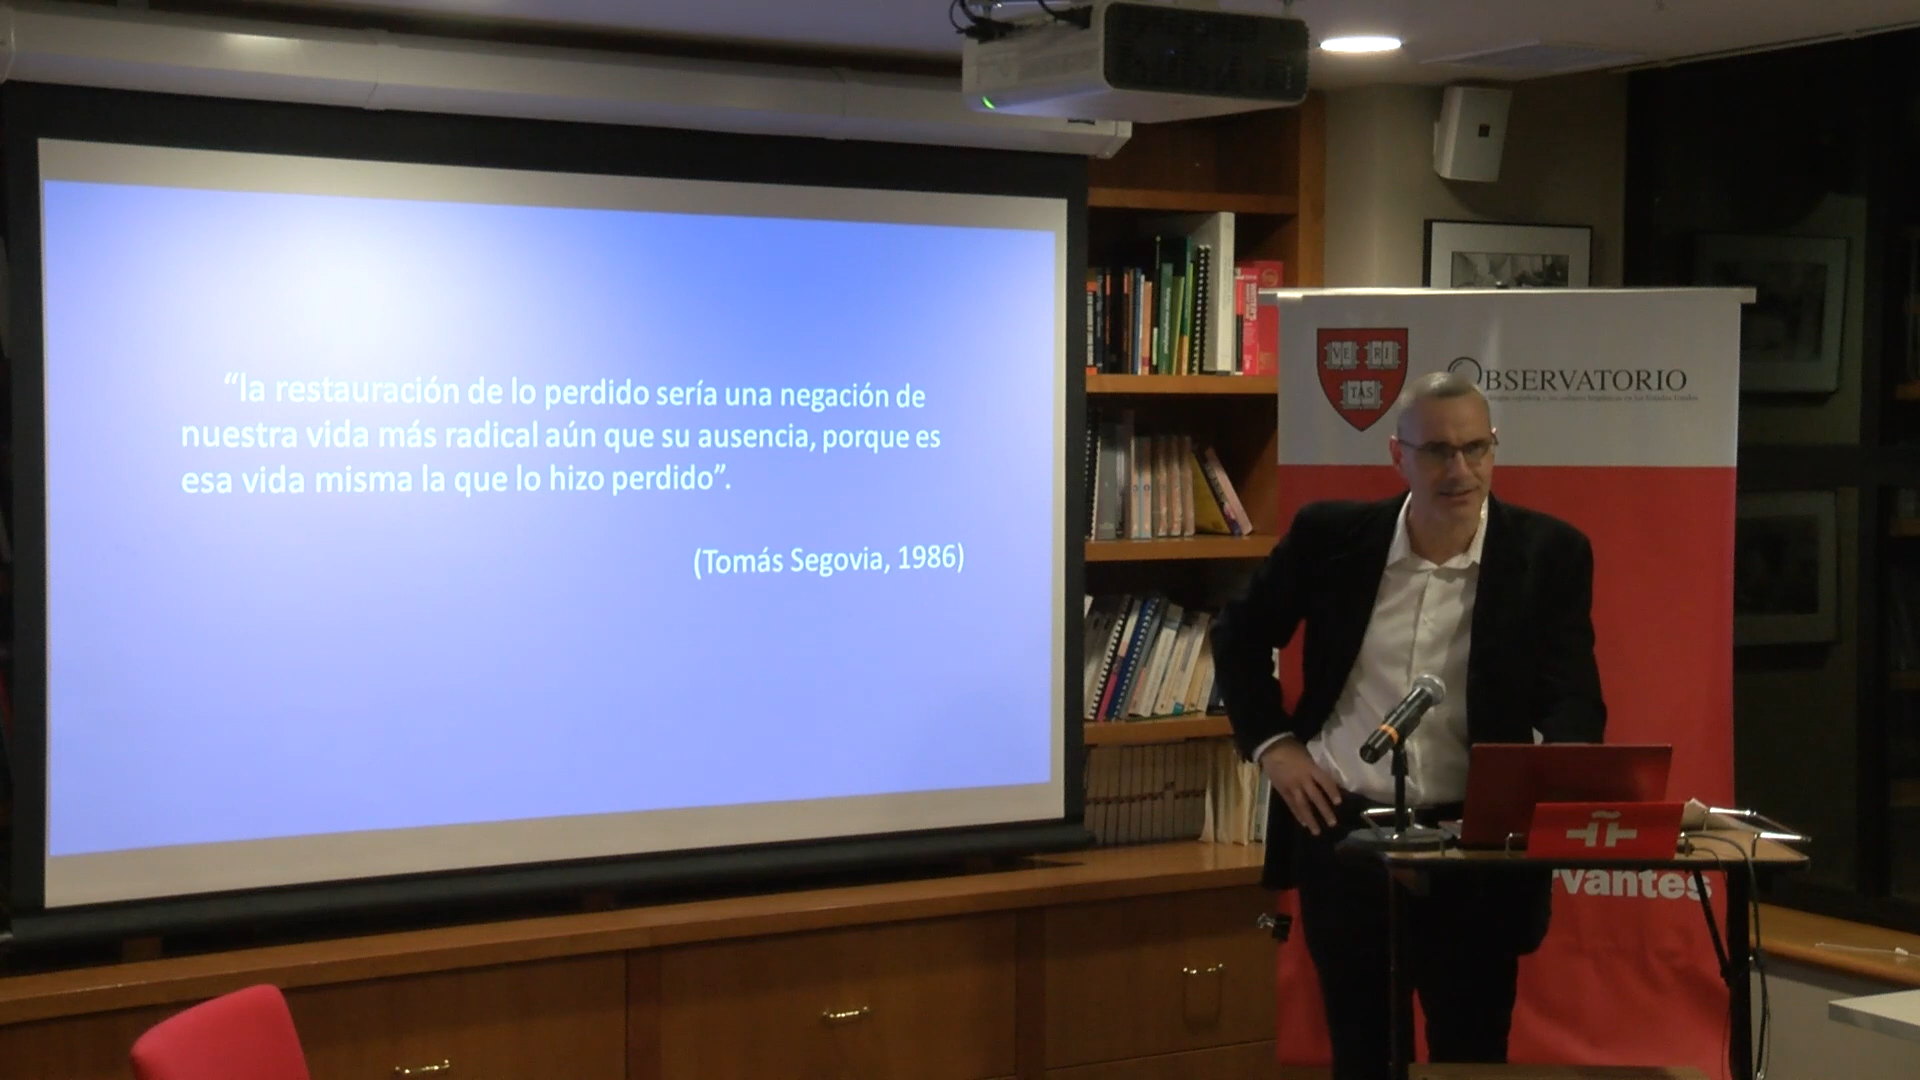 “la restauración de lo perdido sería una negación de
nuestra vida más radical aún que su ausencia, porque es
esa vida misma la que lo hizo perdido”.
(Tomás Segovia, 1986)
VE RI
TAS
OBSERVATORIO
rvantes